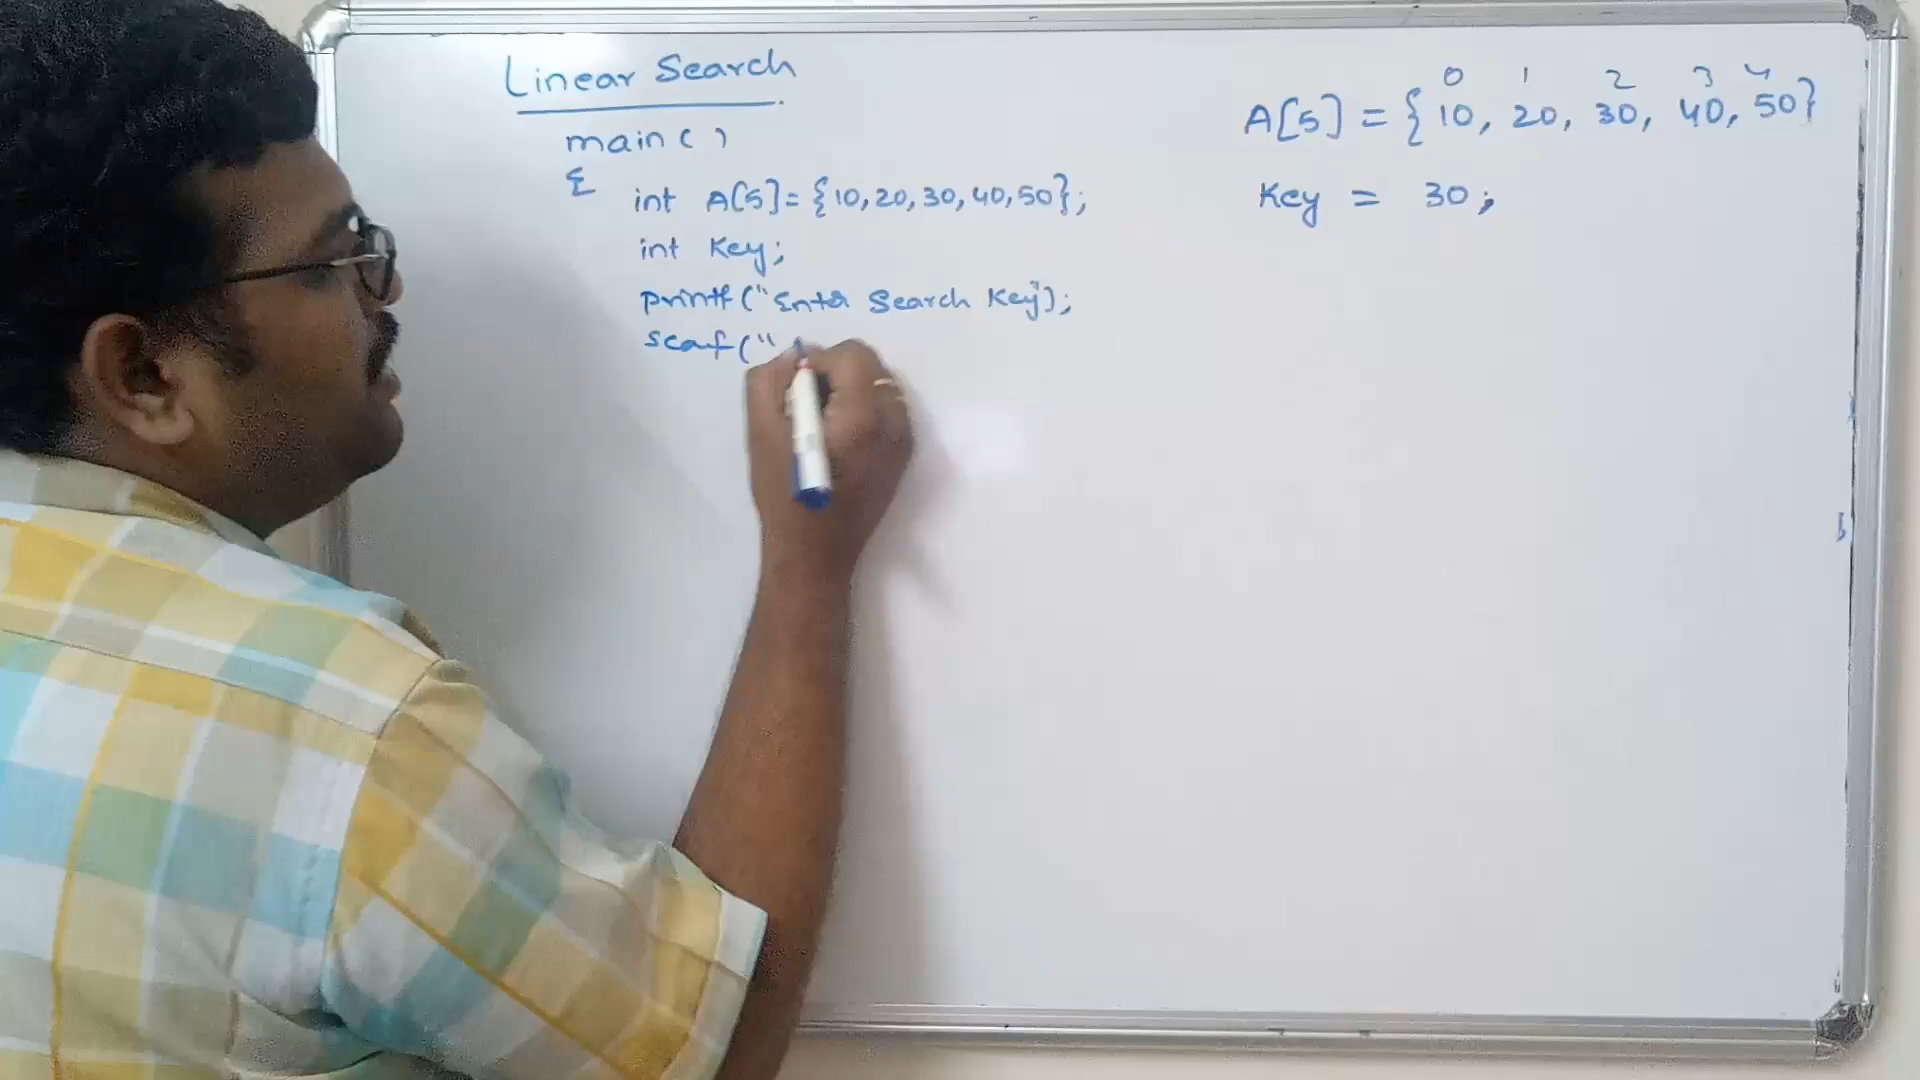 Linear Search
main()
{ int A[5]={10,20,30,40,50};
int Key;
printf("Enter Search Key");
scanf("
0 1 2 3 4
A[5] = {10, 20, 30, 40, 50}
Key = 30;